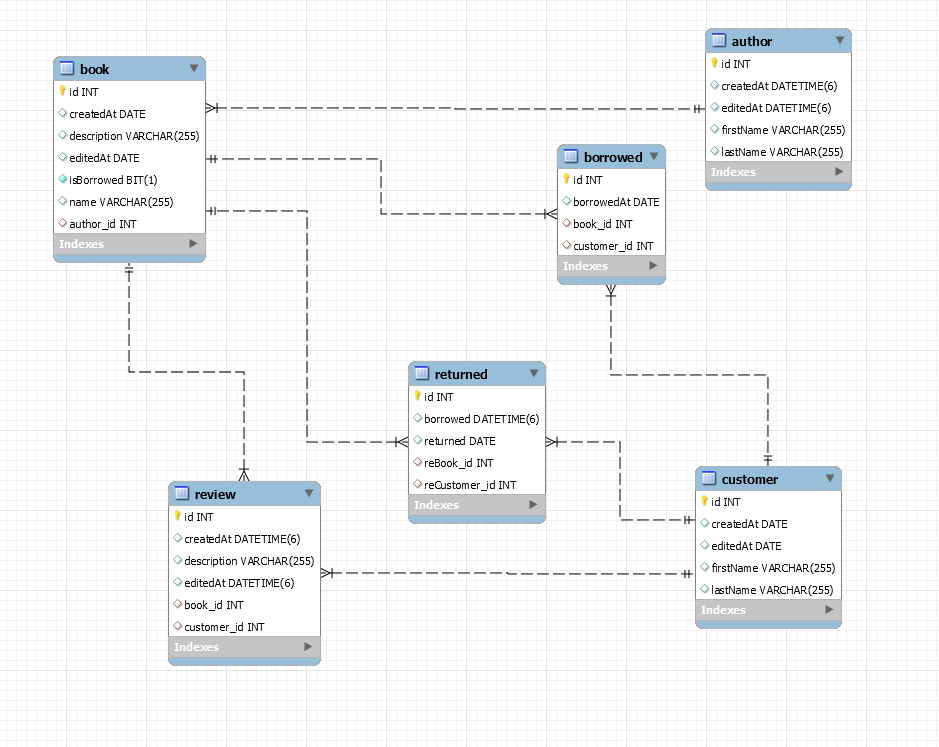 book
id INT
createdAt DATE
description VARCHAR(255)
editedAt DATE
isBorrowed BIT(1)
name VARCHAR(255)
author_id INT
Indexes
author
id INT
createdAt DATETIME(6)
editedAt DATETIME(6)
firstName VARCHAR(255)
lastName VARCHAR(255)
Indexes
borrowed
id INT
borrowedAt DATE
book_id INT
customer_id INT
Indexes
returned
id INT
borrowed DATETIME(6)
returned DATE
reBook_id INT
reCustomer_id INT
Indexes
review
id INT
createdAt DATETIME(6)
description VARCHAR(255)
editedAt DATETIME(6)
book_id INT
customer_id INT
Indexes
customer
id INT
createdAt DATE
editedAt DATE
firstName VARCHAR(255)
lastName VARCHAR(255)
Indexes